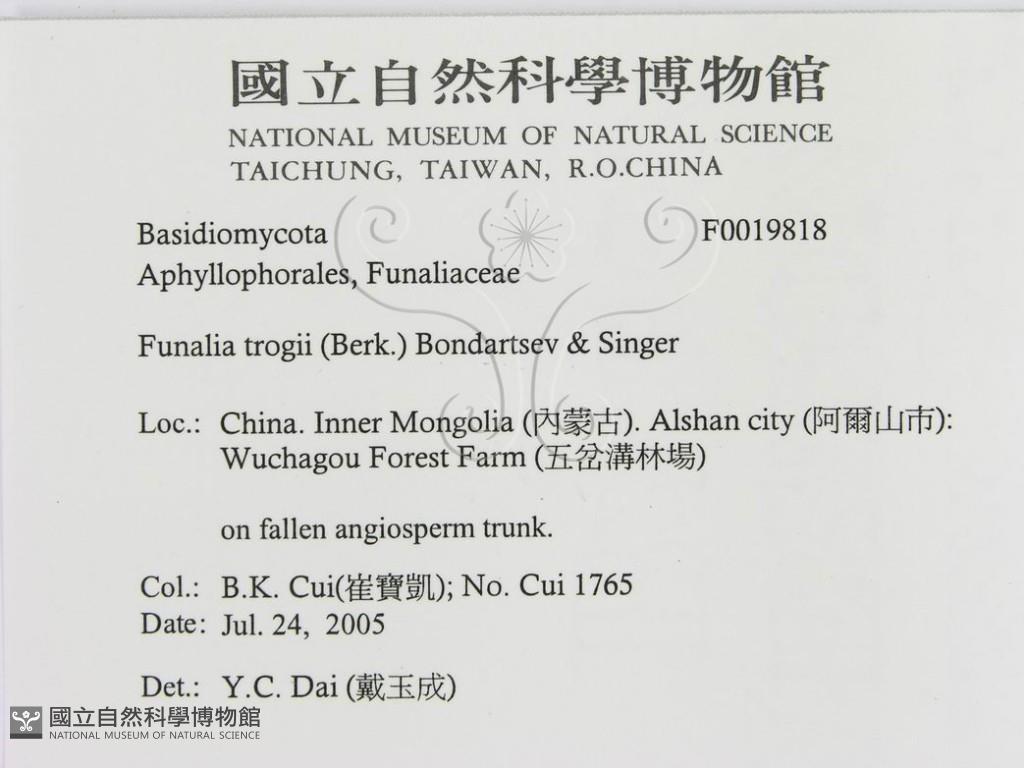 國立自然科學博物館
NATIONAL MUSEUM OF NATURAL SCIENCE
TAICHUNG, TAIWAN, R.O.CHINA
Basidiomycota F0019818
Aphyllophorales, Funaliaceae
Funalia trogii (Berk.) Bondartsev & Singer
Loc.: China. Inner Mongolia (內蒙古). Alshan city (阿爾山市):
Wuchagou Forest Farm (五岔溝林場)
on fallen angiosperm trunk.
Col.: B.K. Cui(崔寶凱); No. Cui 1765
Date: Jul. 24, 2005
Det.: Y.C. Dai (戴玉成)
國立自然科學博物館
NATIONAL MUSEUM OF NATURAL SCIENCE